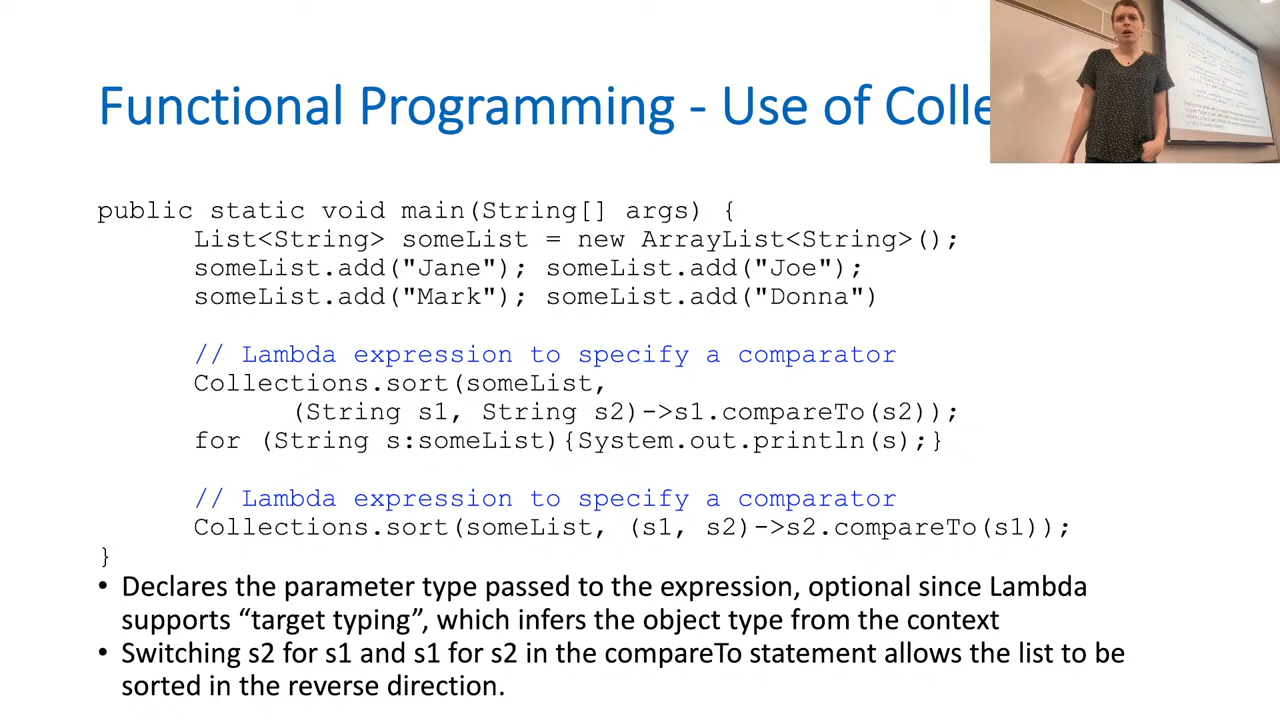 Functional Programming - Use of Colle
public static void main(String[] args) {
List<String> someList = new ArrayList<String>();
someList.add("Jane"); someList.add("Joe");
someList.add("Mark"); someList.add("Donna")
// Lambda expression to specify a comparator
Collections.sort(someList,
(String s1, String s2)->s1.compareTo(s2));
for (String s:someList){System.out.println(s);}
// Lambda expression to specify a comparator
Collections.sort(someList, (s1, s2)->s2.compareTo(s1));
}
• Declares the parameter type passed to the expression, optional since Lambda
supports “target typing”, which infers the object type from the context
• Switching s2 for s1 and s1 for s2 in the compareTo statement allows the list to be
sorted in the reverse direction.